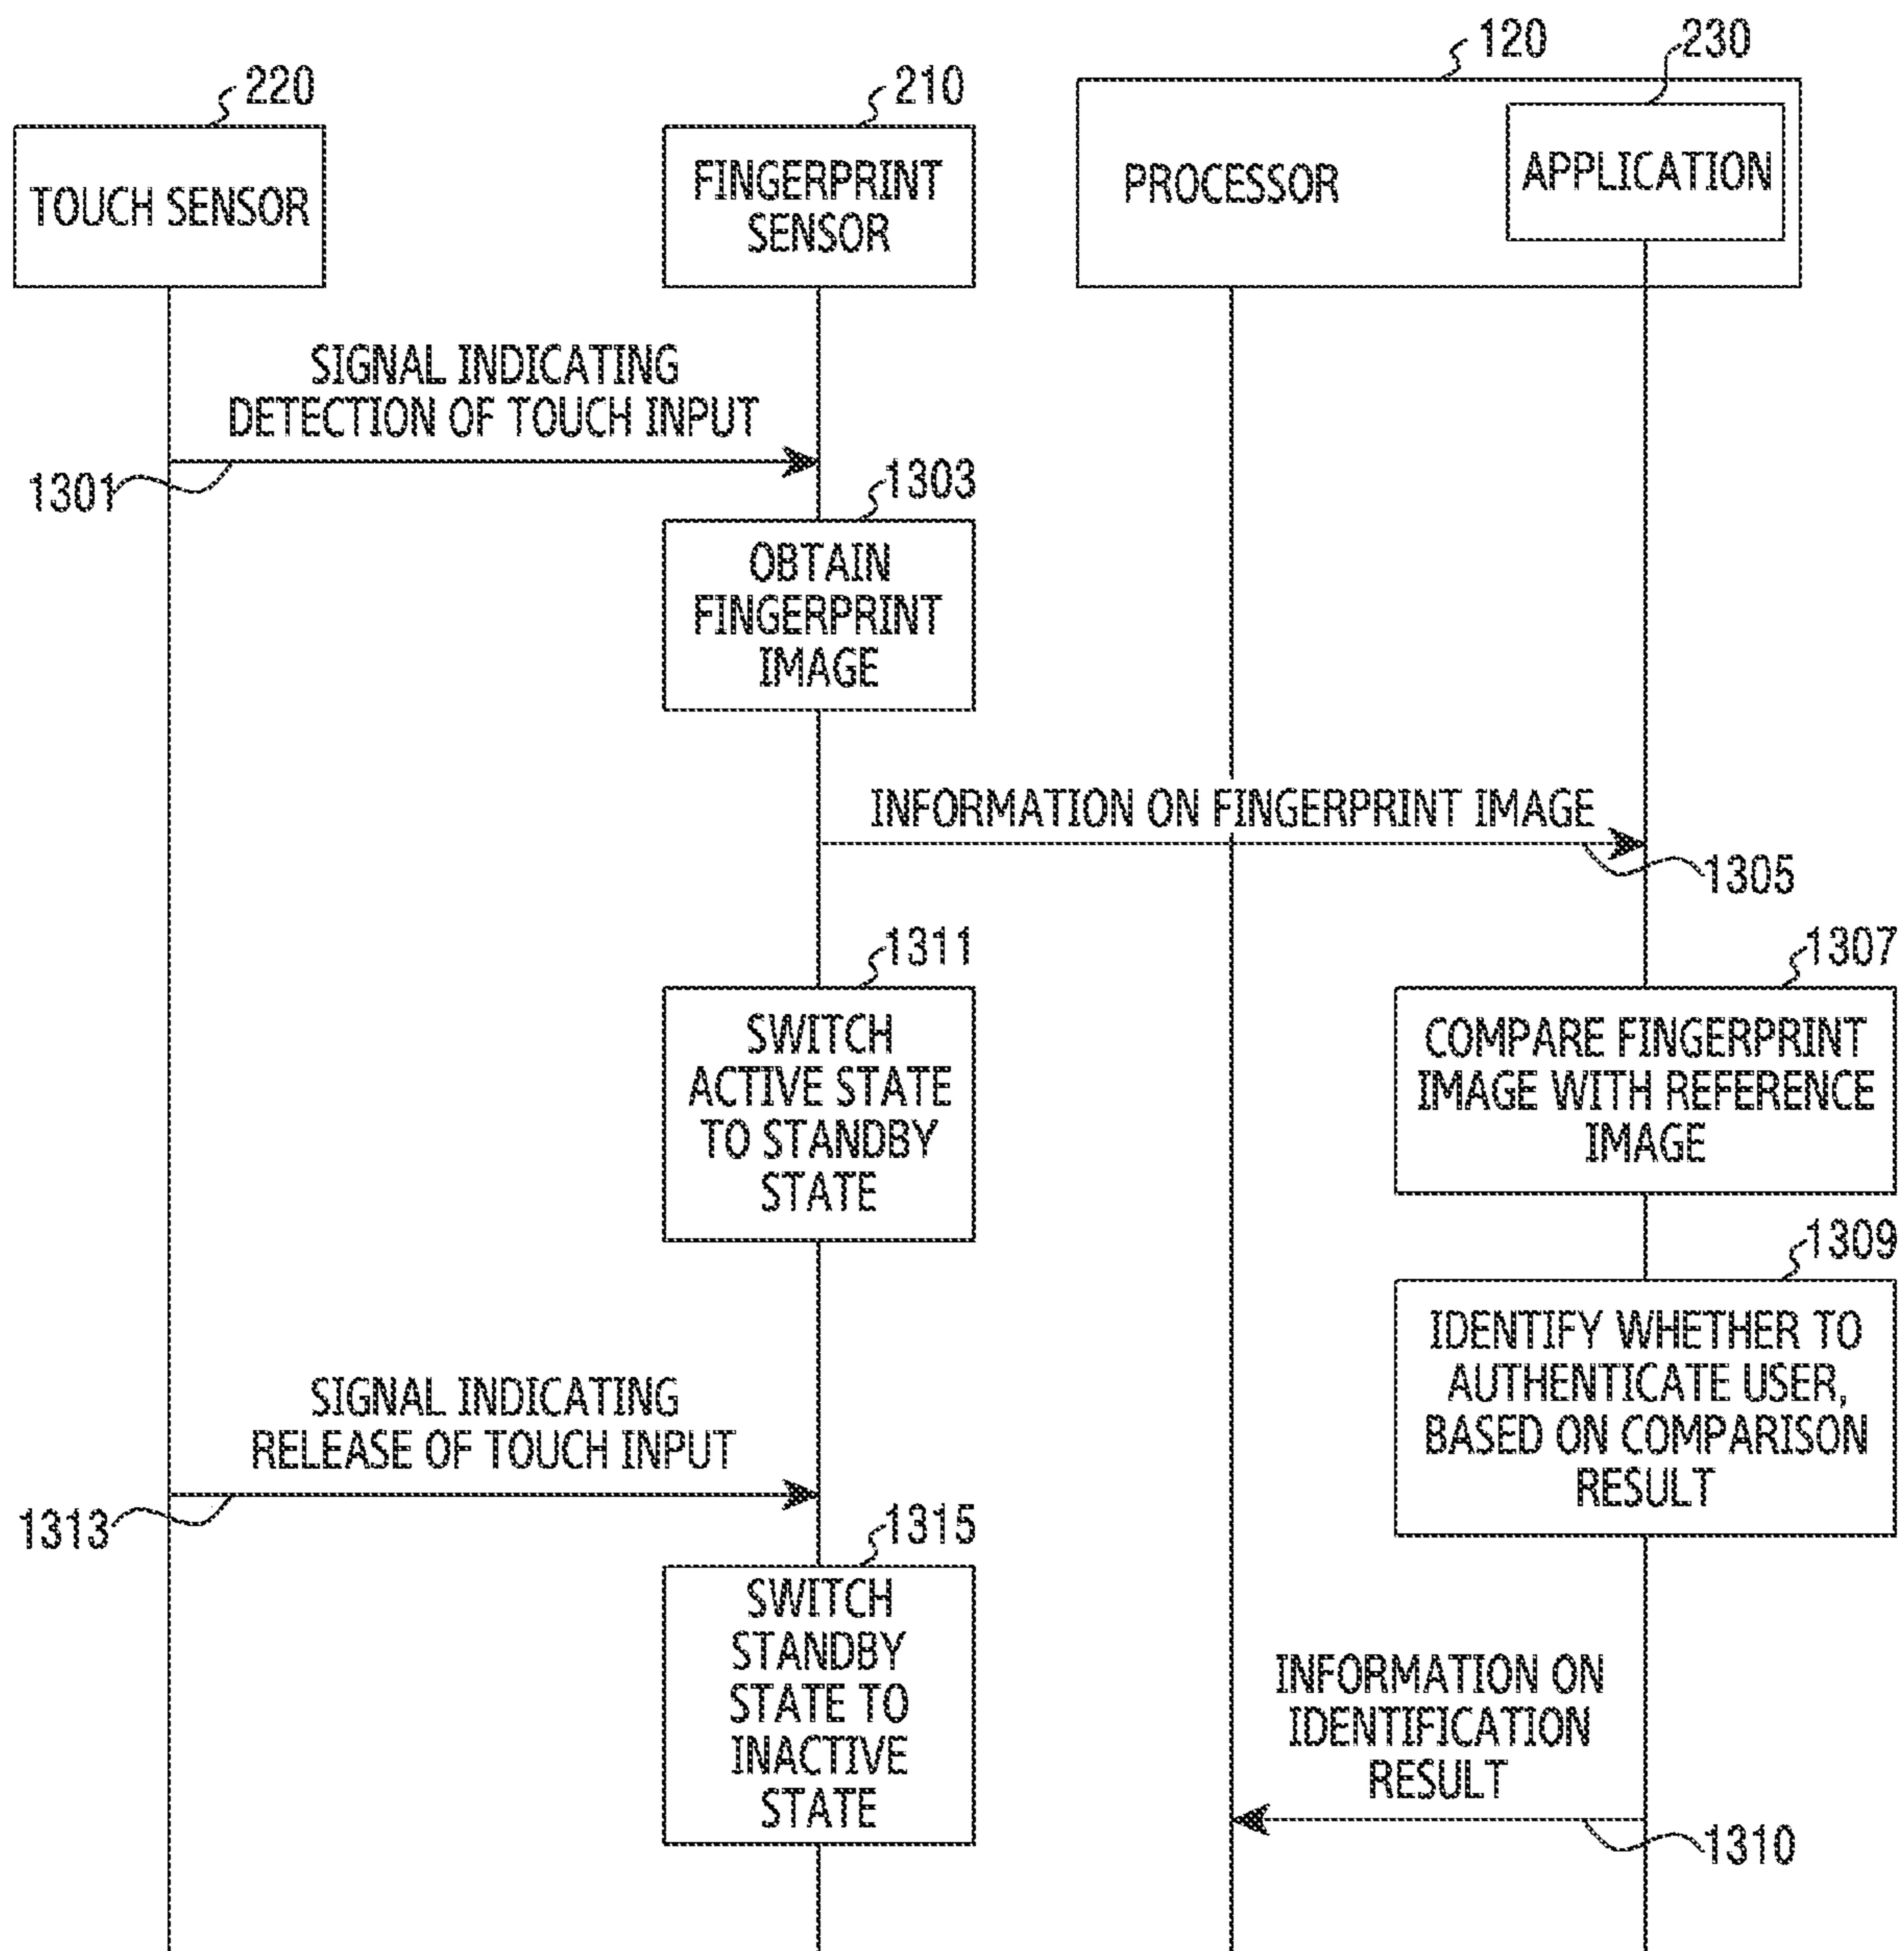 120
230
220
210
TOUCH SENSOR
FINGERPRINT
SENSOR
PROCESSOR
APPLICATION
SIGNAL INDICATING
DETECTION OF TOUCH INPUT
1301
1303
OBTAIN
FINGERPRINT
IMAGE
INFORMATION ON FINGERPRINT IMAGE
1305
1311
SWITCH
ACTIVE STATE
TO STANDBY
STATE
1307
COMPARE FINGERPRINT
IMAGE WITH REFERENCE
IMAGE
1309
IDENTIFY WHETHER TO
AUTHENTICATE USER,
BASED ON COMPARISON
RESULT
SIGNAL INDICATING
RELEASE OF TOUCH INPUT
1313
1315
SWITCH
STANDBY
STATE TO
INACTIVE
STATE
INFORMATION ON
IDENTIFICATION
RESULT
1310